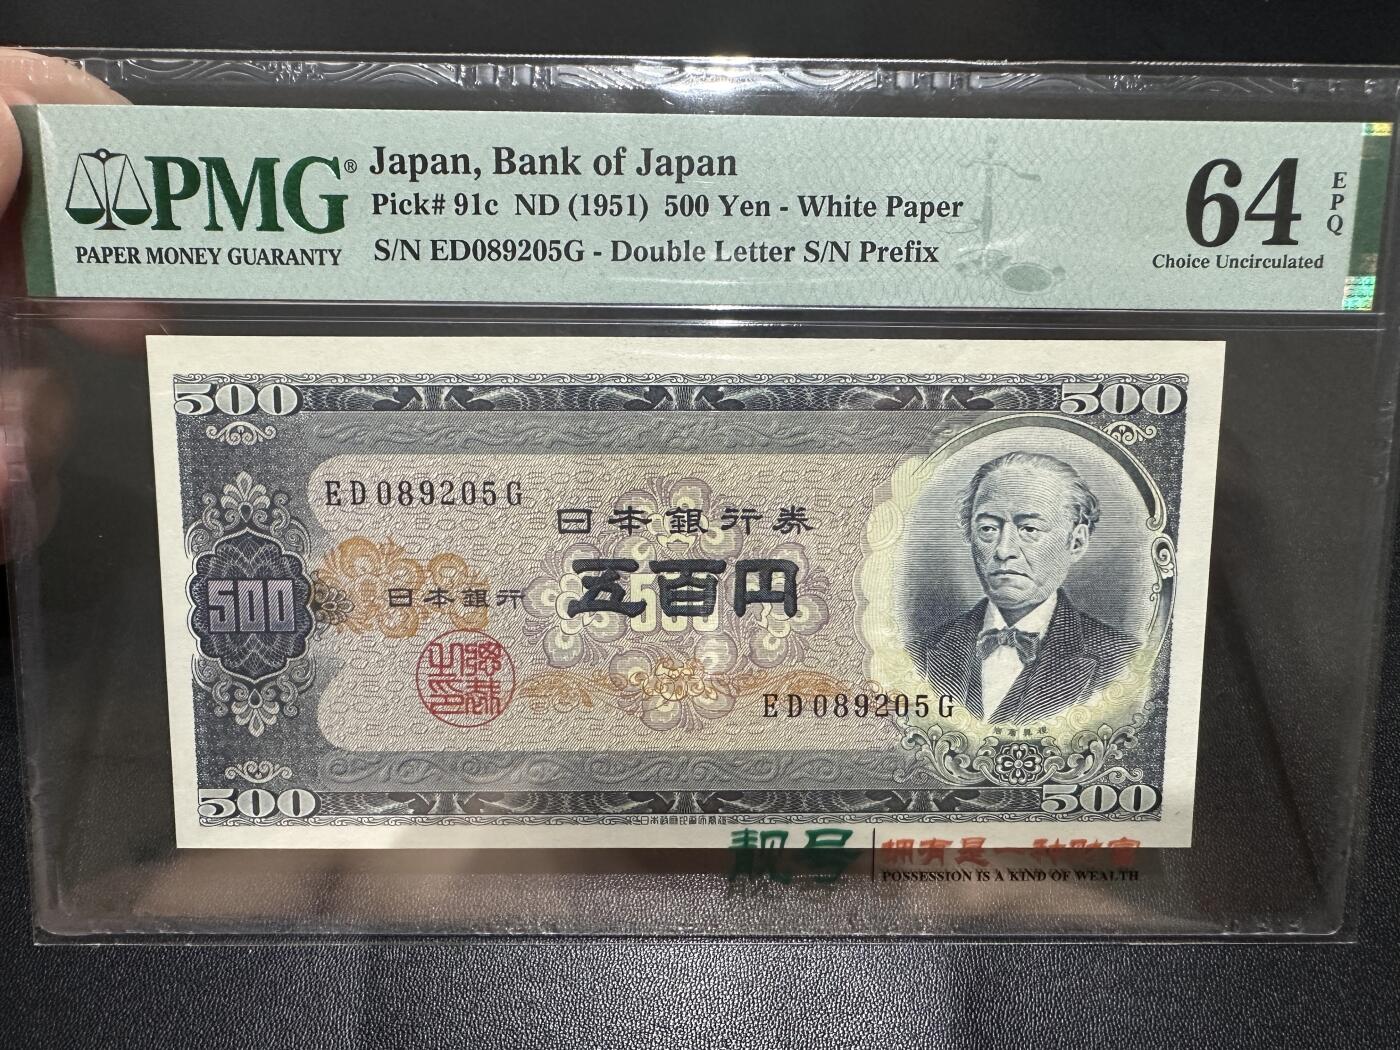 PMG®
PAPER MONEY GUARANTY
Japan, Bank of Japan
Pick# 91c ND (1951) 500 Yen - White Paper
S/N ED089205G - Double Letter S/N Prefix
64
EPQ
Choice Uncirculated
500
500
ED089205G
日本銀行券
500
日本銀行
五百円
500
ED089205G
500
500
靓号
拥有是一种财富
POSSESSION IS A KIND OF WEALTH